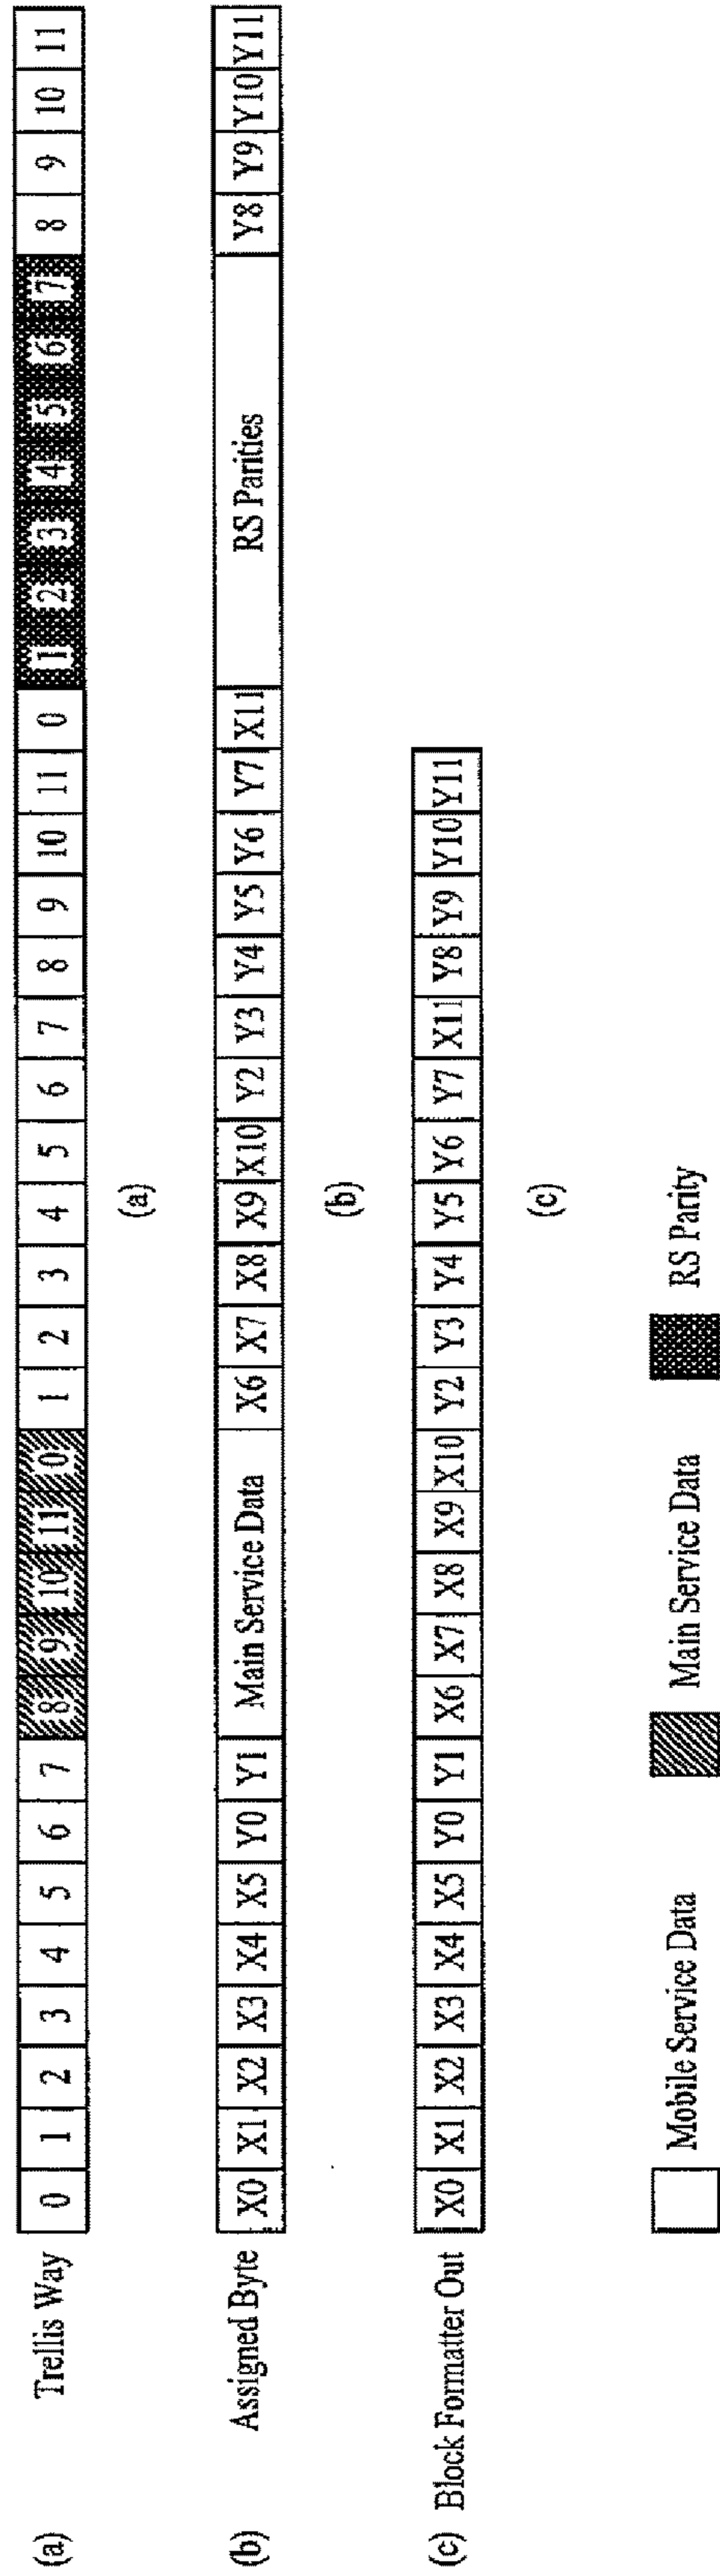 (a) Trellis Way 0 1 2 3 4 5 6 7 8 9 10 11 0 1 2 3 4 5 6 7 8 9 10 11 0 1 2 3 4 5 6 7 8 9 10 11
(a)
(b) Assigned Byte X0 X1 X2 X3 X4 X5 Y0 Y1 Main Service Data X6 X7 X8 X9 X10 Y2 Y3 Y4 Y5 Y6 Y7 X11 RS Parities Y8 Y9 Y10 Y11
(b)
(c) Block Formatter Out X0 X1 X2 X3 X4 X5 Y0 Y1 X6 X7 X8 X9 X10 Y2 Y3 Y4 Y5 Y6 Y7 X11 Y8 Y9 Y10 Y11
(c)
Mobile Service Data Main Service Data RS Parity